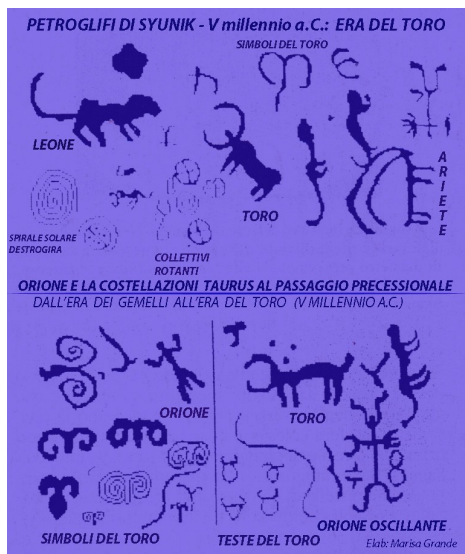 PETROGLIFI DI SYUNIK - V millennio a.C.: ERA DEL TORO
SIMBOLI DEL TORO
LEONE
TORO
ARIETE
SPIRALE SOLARE
DESTROGIRA
COLLETTIVI
ROTANTI
ORIONE E LA COSTELLAZIONI TAURUS AL PASSAGGIO PRECESSIONALE
DALL'ERA DEI GEMELLI ALL'ERA DEL TORO (V MILLENNIO A.C.)
ORIONE
TORO
SIMBOLI DEL TORO
TESTE DEL TORO
ORIONE OSCILLANTE
Elab: Marisa Grande